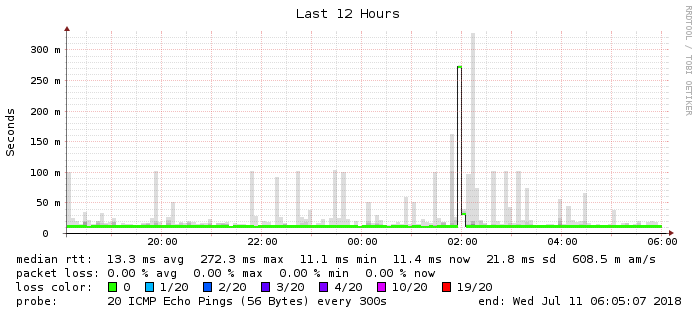 Last 12 Hours
RRDTOOL / TOBI OETIKER
Seconds
300 m
250 m
200 m
150 m
100 m
50 m
0
20:00 22:00 00:00 02:00 04:00 06:00
median rtt: 13.3 ms avg 272.3 ms max 11.1 ms min 11.4 ms now 21.8 ms sd 608.5 m am/s
packet loss: 0.00 % avg 0.00 % max 0.00 % min 0.00 % now
loss color: 0 1/20 2/20 3/20 4/20 10/20 19/20
probe: 20 ICMP Echo Pings (56 Bytes) every 300s end: Wed Jul 11 06:05:07 2018